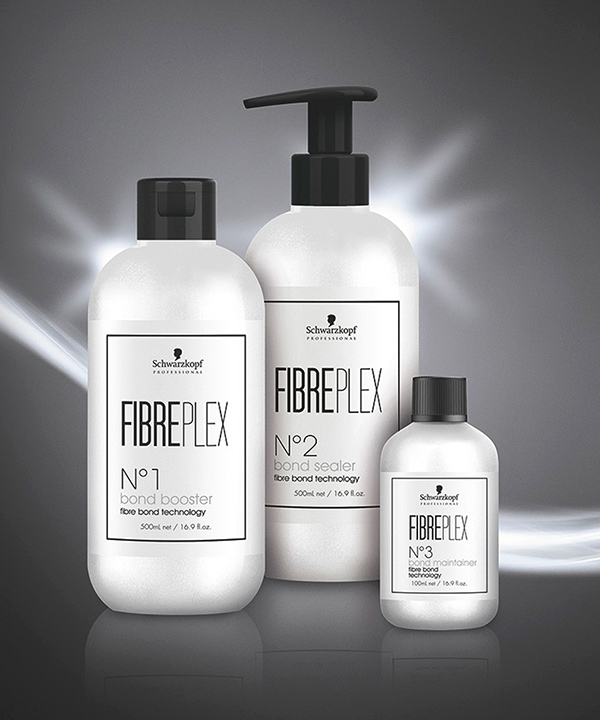 Schwarzkopf
PROFESSIONAL
FIBREPLEX
N°1
bond booster
fibre bond technology
500mL net / 16.9 fl.oz.
Schwarzkopf
PROFESSIONAL
FIBREPLEX
N°2
bond sealer
fibre bond technology
500mL net / 16.9 fl.oz.
Schwarzkopf
PROFESSIONAL
FIBREPLEX
N°3
bond maintainer
fibre bond
technology
100mL net / 16.9 fl.oz.